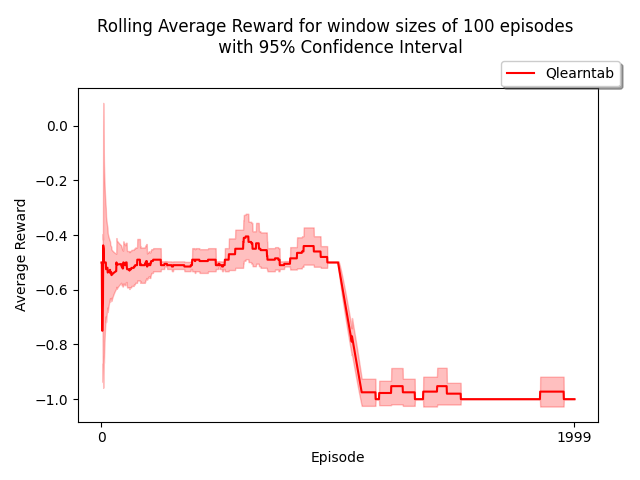 Rolling Average Reward for window sizes of 100 episodes
with 95% Confidence Interval
Qlearntab
Average Reward
0.0
−0.2
−0.4
−0.6
−0.8
−1.0
0
1999
Episode